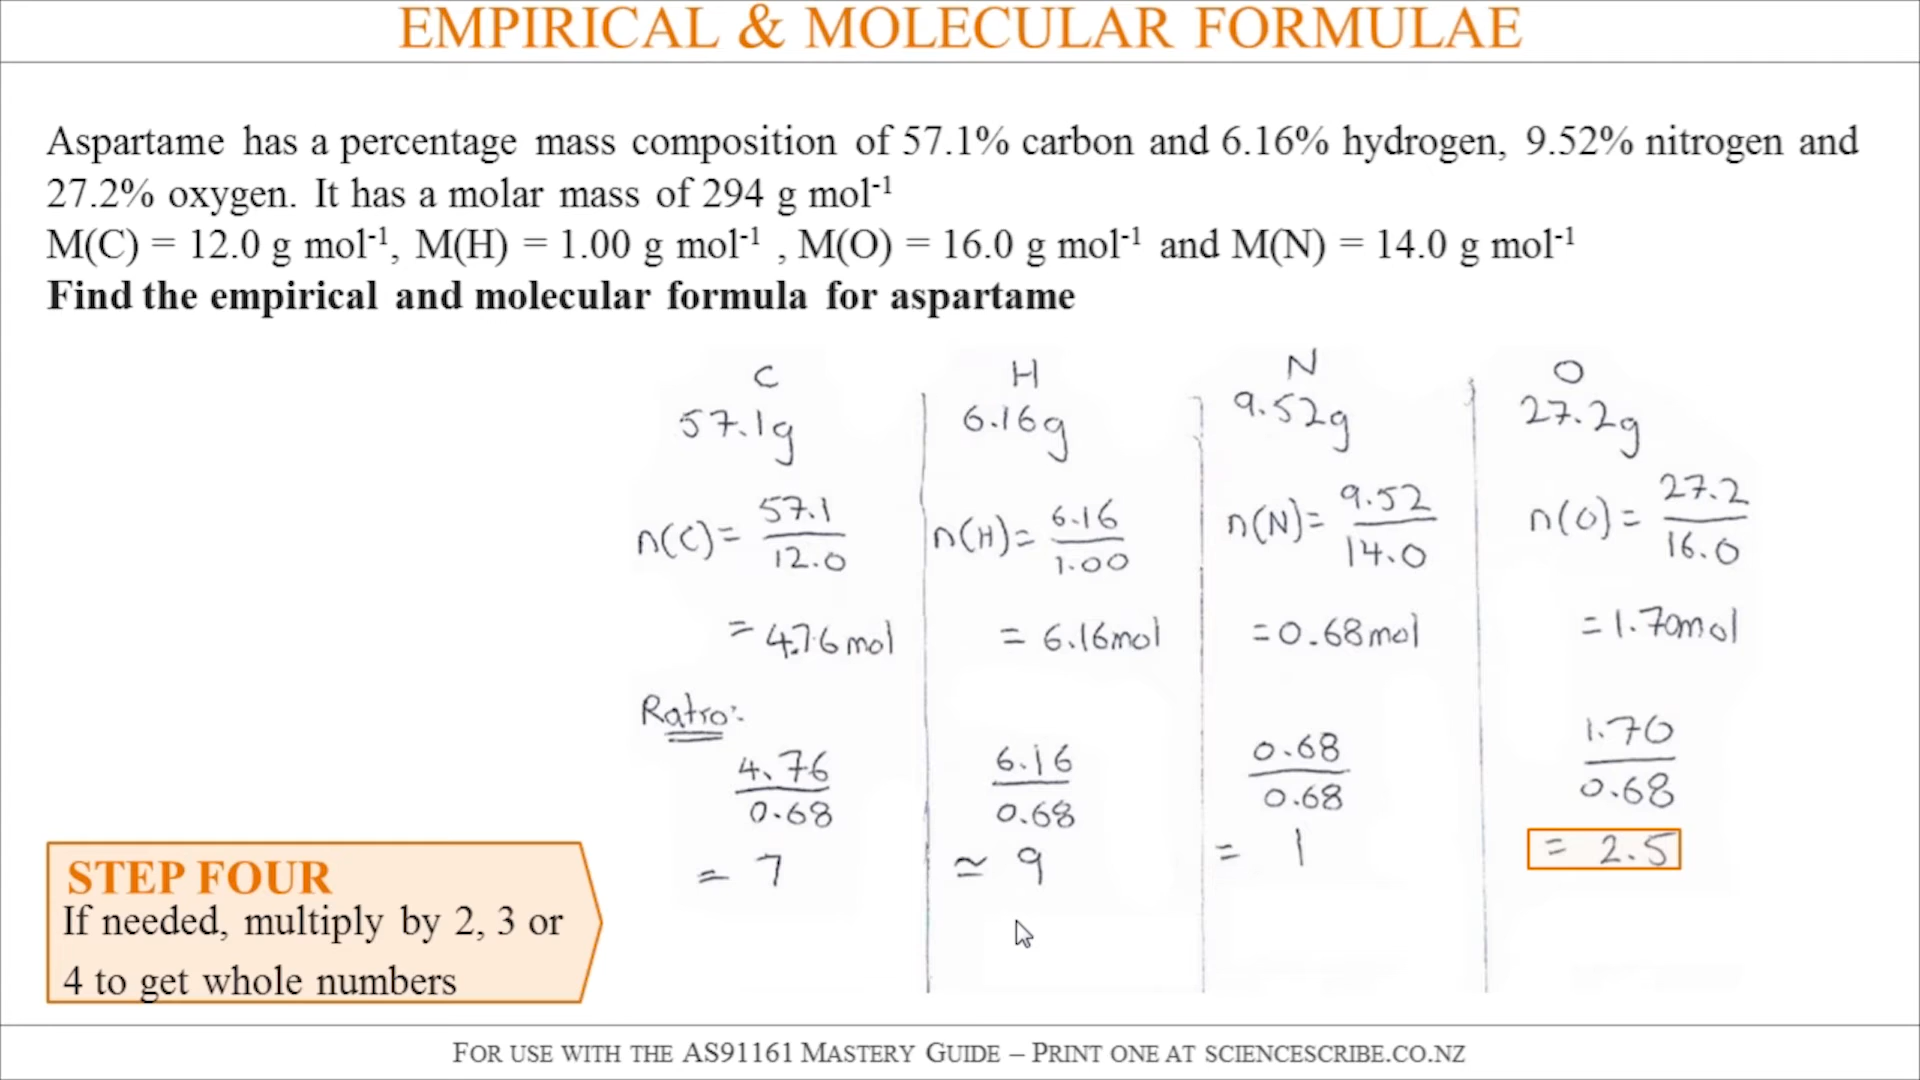 EMPIRICAL & MOLECULAR FORMULAE
Aspartame has a percentage mass composition of 57.1% carbon and 6.16% hydrogen, 9.52% nitrogen and
27.2% oxygen. It has a molar mass of 294 g mol⁻¹
M(C) = 12.0 g mol⁻¹, M(H) = 1.00 g mol⁻¹ , M(O) = 16.0 g mol⁻¹ and M(N) = 14.0 g mol⁻¹
Find the empirical and molecular formula for aspartame
C H N O
57.1g 6.16g 9.52g 27.2g
n(C) = 57.1/12.0 n(H) = 6.16/1.00 n(N) = 9.52/14.0 n(O) = 27.2/16.0
= 4.76 mol = 6.16mol = 0.68mol = 1.70mol
Ratio:
4.76/0.68 6.16/0.68 0.68/0.68 1.70/0.68
= 7 ≃ 9 = 1 = 2.5
STEP FOUR
If needed, multiply by 2, 3 or
4 to get whole numbers
FOR USE WITH THE AS91161 MASTERY GUIDE – PRINT ONE AT SCIENCESCRIBE.CO.NZ